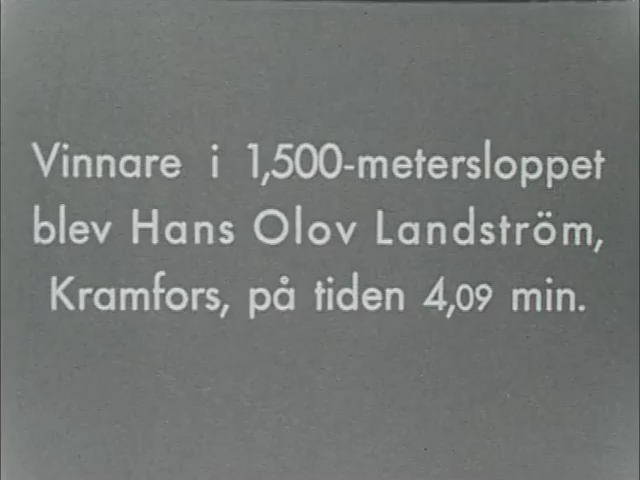 Vinnare i 1,500-metersloppet
blev Hans Olov Landström,
Kramfors, på tiden 4,09 min.